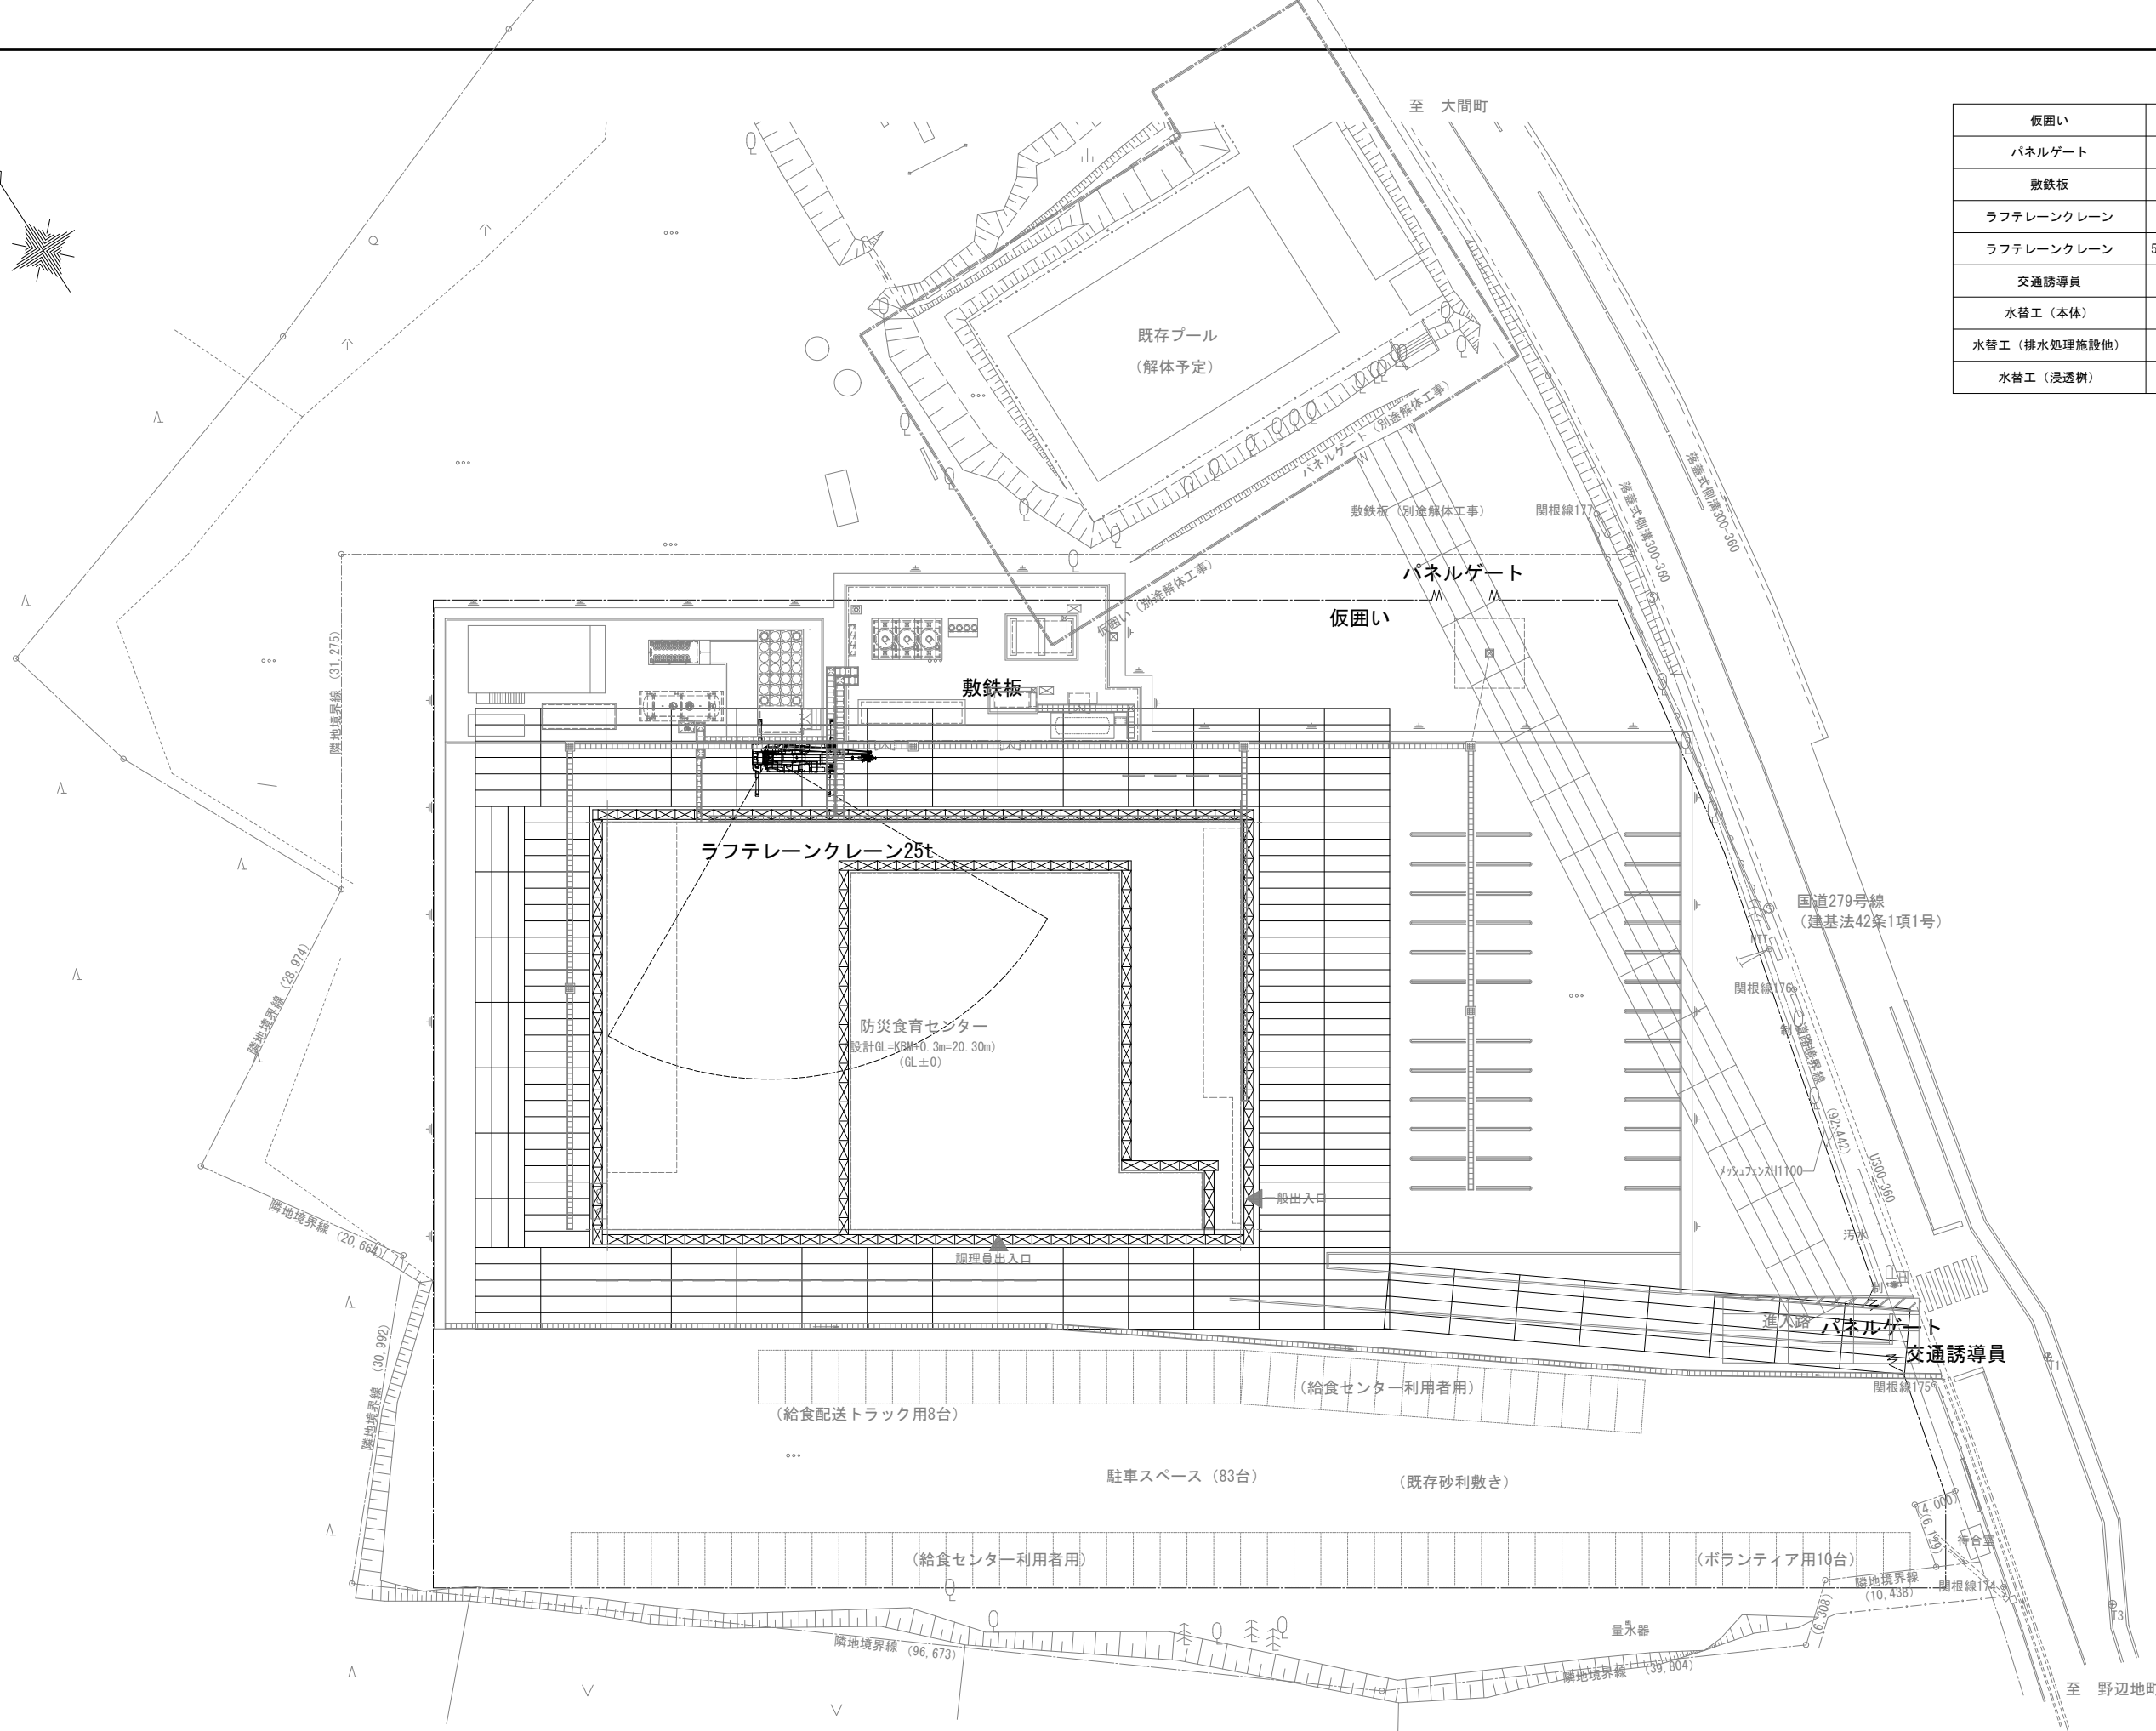 至　大間町
仮囲い
パネルゲート
敷鉄板
ラフテレーンクレーン
ラフテレーンクレーン
交通誘導員
水替工（本体）
水替工（排水処理施設他）
水替工（浸透桝）
既存プール
（解体予定）
パネルゲート（別途解体工事）
敷鉄板（別途解体工事）
関根線177
落蓋式側溝300-360
落蓋式側溝300-360
仮囲い（別途解体工事）
パネルゲート
仮囲い
隣地境界線（31,275）
敷鉄板
ラフテレーンクレーン25t
国道279号線
（建基法42条1項1号）
NTT
関根線176
道路境界線（92,442）
隣地境界線（28,974）
防災食育センター
設計GL=KBM+0.3m=20.30m）
（GL±0）
メッシュフェンスH1100
U300-360
汚水
般出入口
調理員出入口
隣地境界線（20,664）
制
進入路
パネルゲート
交通誘導員
T1
関根線175
隣地境界線（30,992）
（給食センター利用者用）
（給食配送トラック用8台）
駐車スペース（83台）
（既存砂利敷き）
（4,000）
（6,129）
待合室
（給食センター利用者用）
（ボランティア用10台）
隣地境界線
（10,438）
関根線174
（6,308）
T3
量水器
隣地境界線（96,673）
隣地境界線（39,804）
至　野辺地町